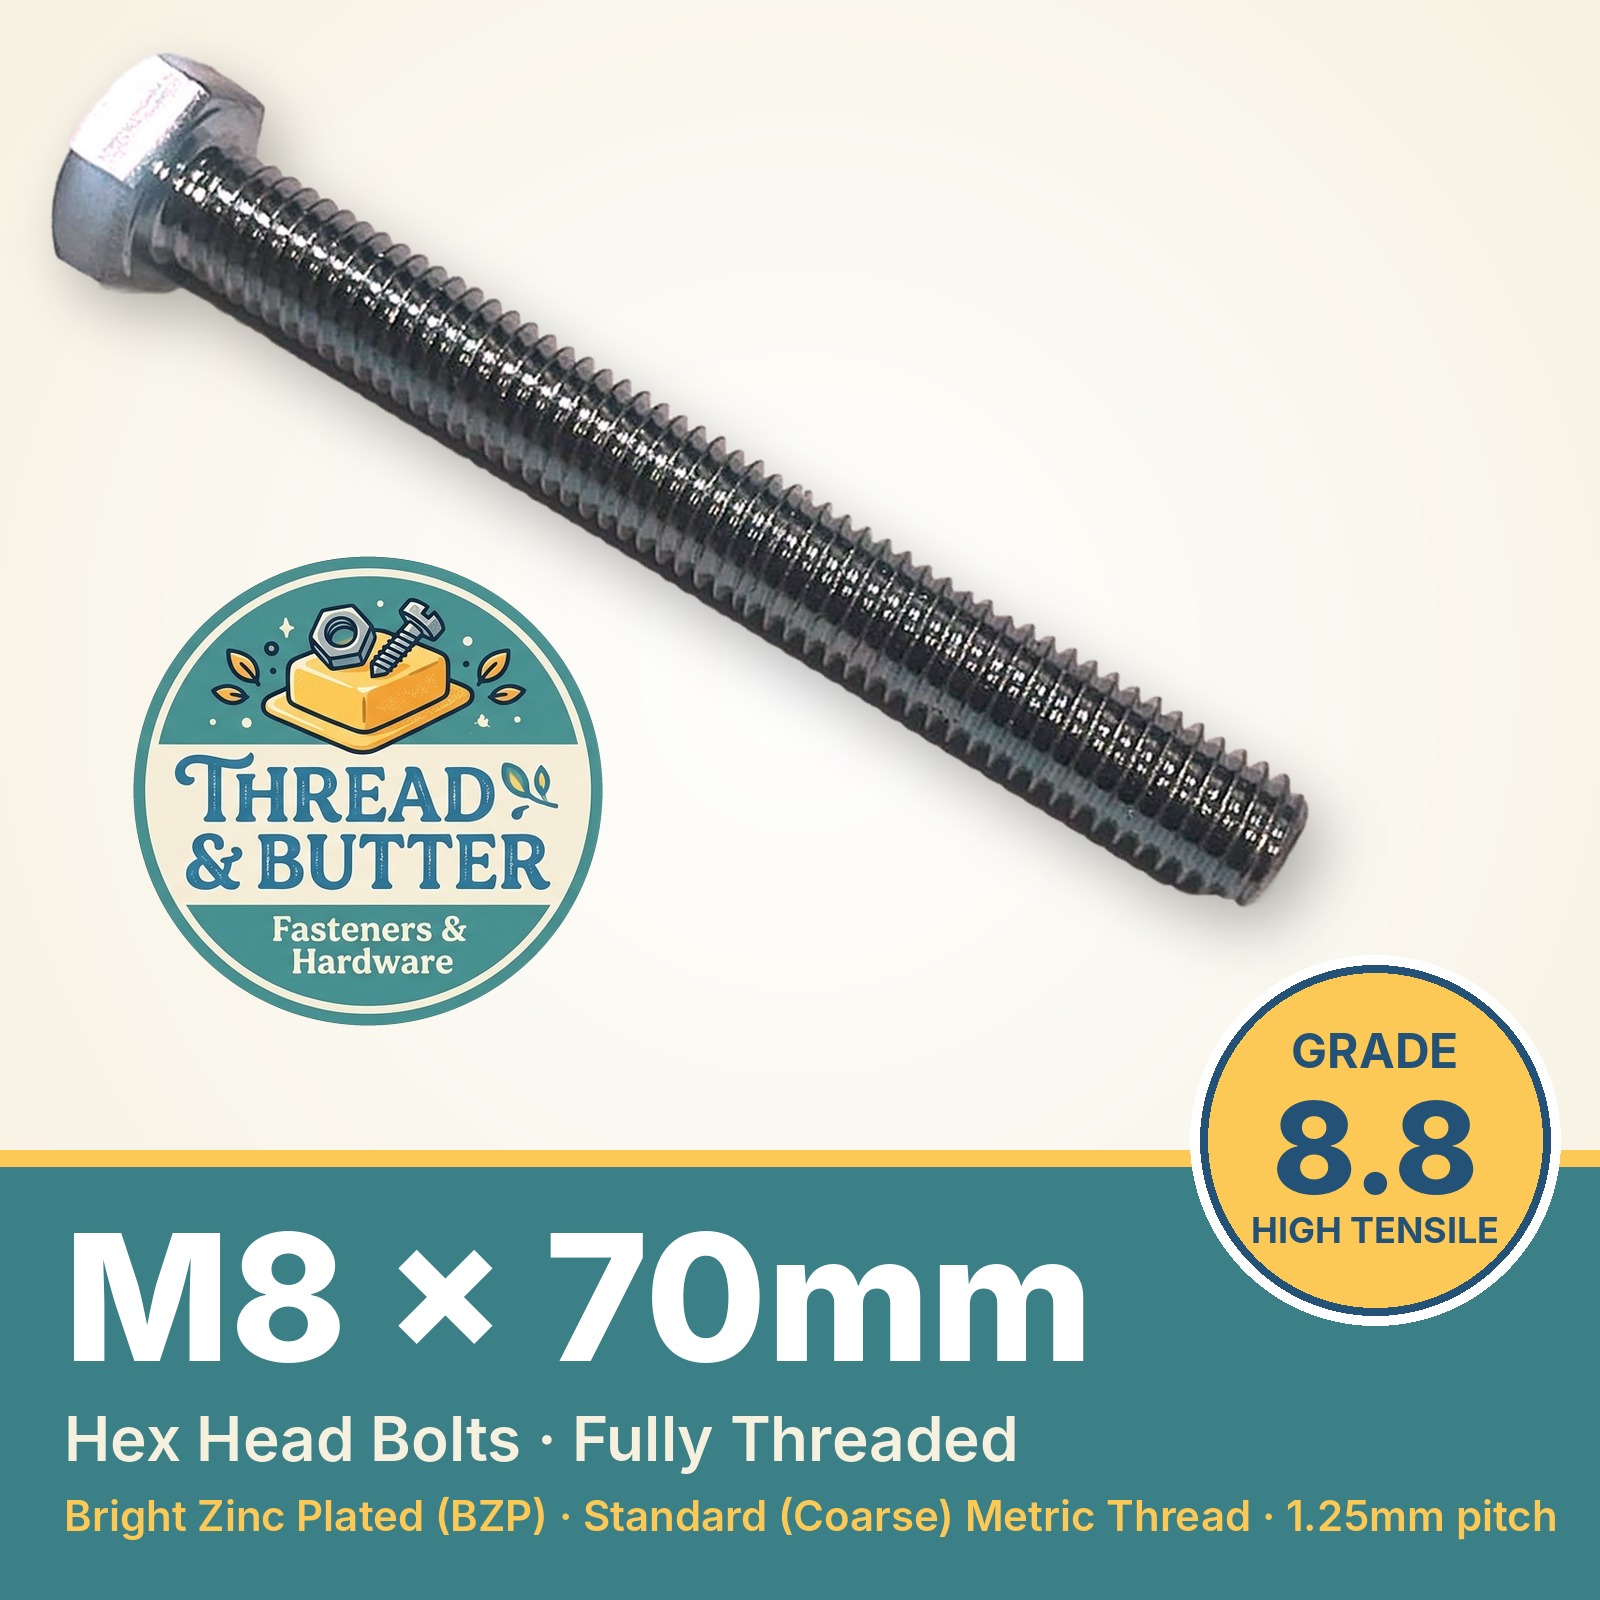 THREAD
& BUTTER
Fasteners &
Hardware
GRADE
8.8
HIGH TENSILE
M8 × 70mm
Hex Head Bolts · Fully Threaded
Bright Zinc Plated (BZP) · Standard (Coarse) Metric Thread · 1.25mm pitch